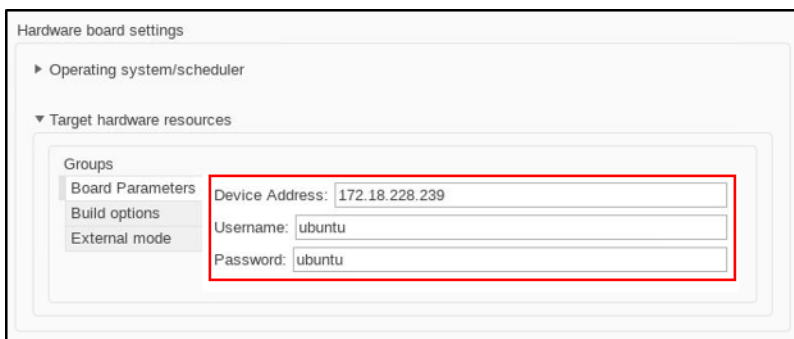 Hardware board settings
Operating system/scheduler
Target hardware resources
Groups
Board Parameters
Build options
External mode
Device Address: 172.18.228.239
Username: ubuntu
Password: ubuntu